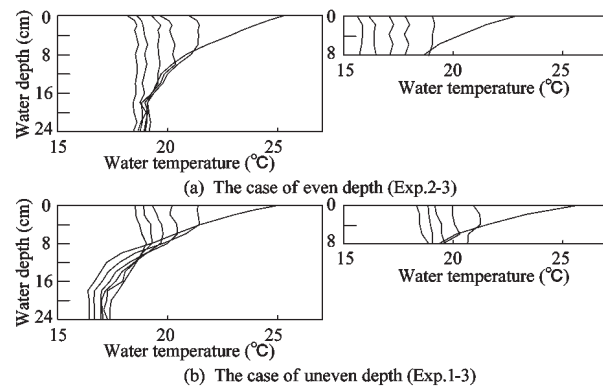 Water depth (cm)
0
8
16
24
15 20 25
Water temperature (℃)
0
8
15 20 25
Water temperature (℃)
(a) The case of even depth (Exp.2-3)
Water depth (cm)
0
8
16
24
15 20 25
Water temperature (℃)
0
8
15 20 25
Water temperature (℃)
(b) The case of uneven depth (Exp.1-3)